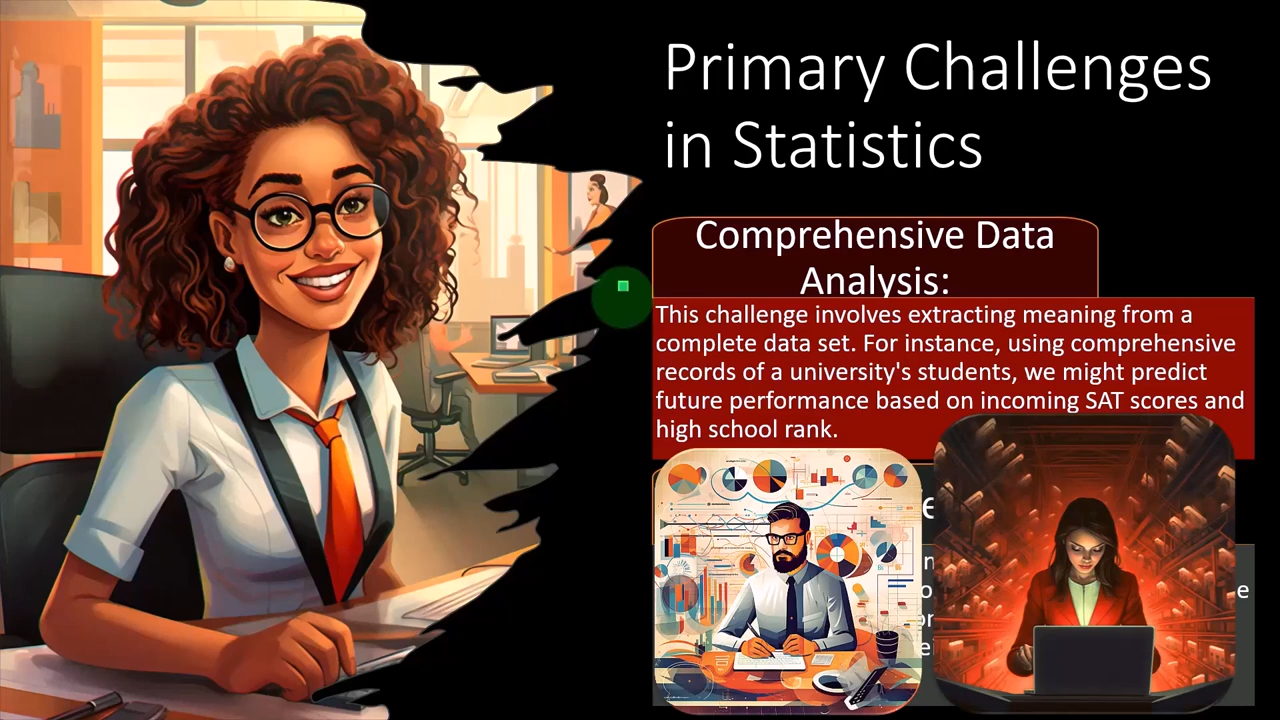 Primary Challenges
in Statistics
Comprehensive Data
Analysis:
This challenge involves extracting meaning from a
complete data set. For instance, using comprehensive
records of a university's students, we might predict
future performance based on incoming SAT scores and
high school rank.